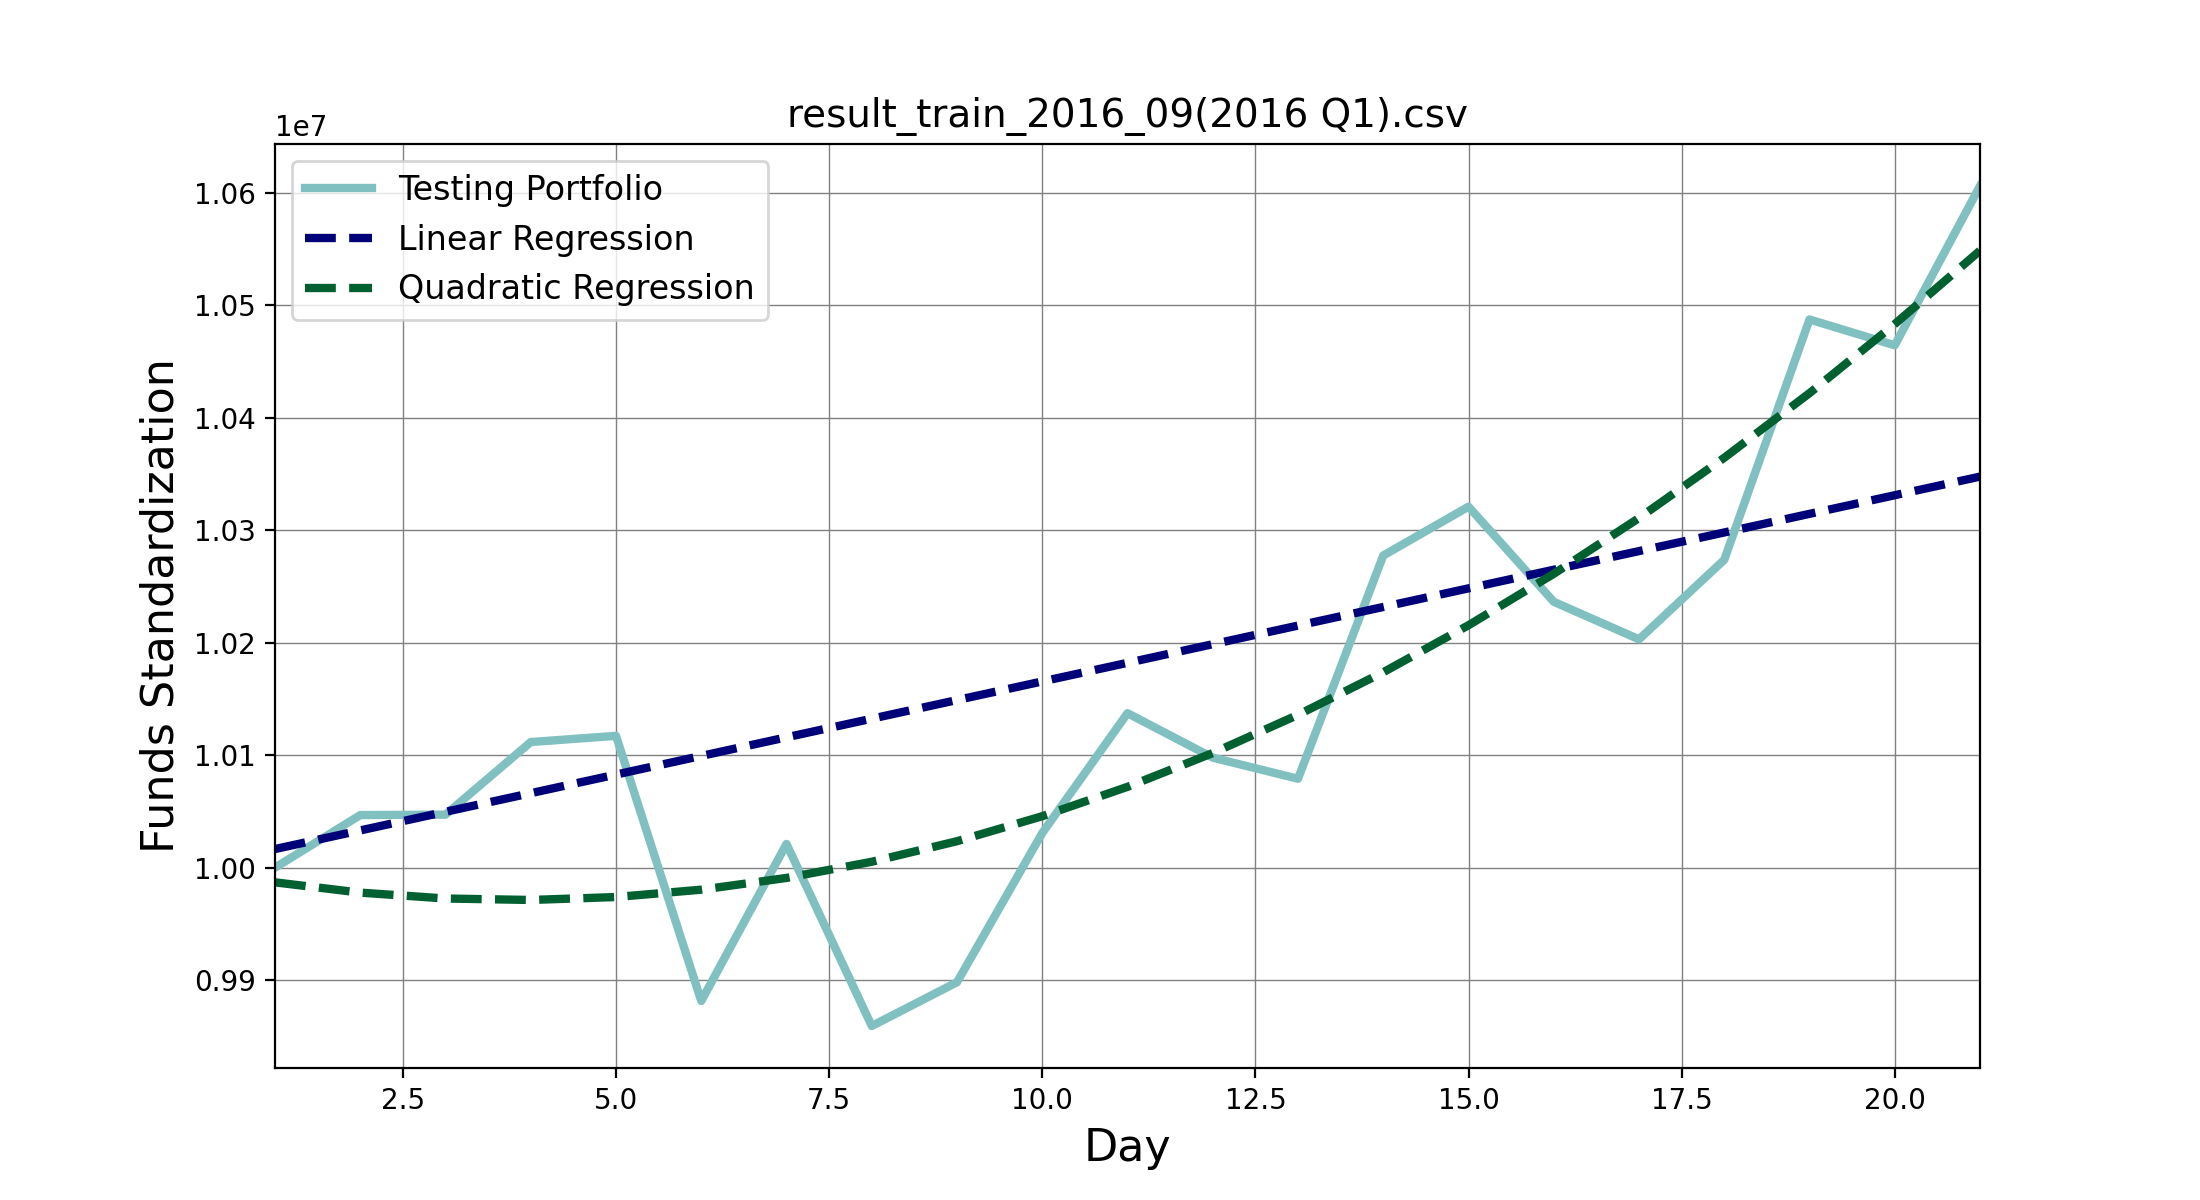 result_train_2016_09(2016 Q1).csv
1e7
Testing Portfolio
Linear Regression
Quadratic Regression
1.06
1.05
1.04
1.03
1.02
1.01
1.00
0.99
Funds Standardization
2.5 5.0 7.5 10.0 12.5 15.0 17.5 20.0
Day